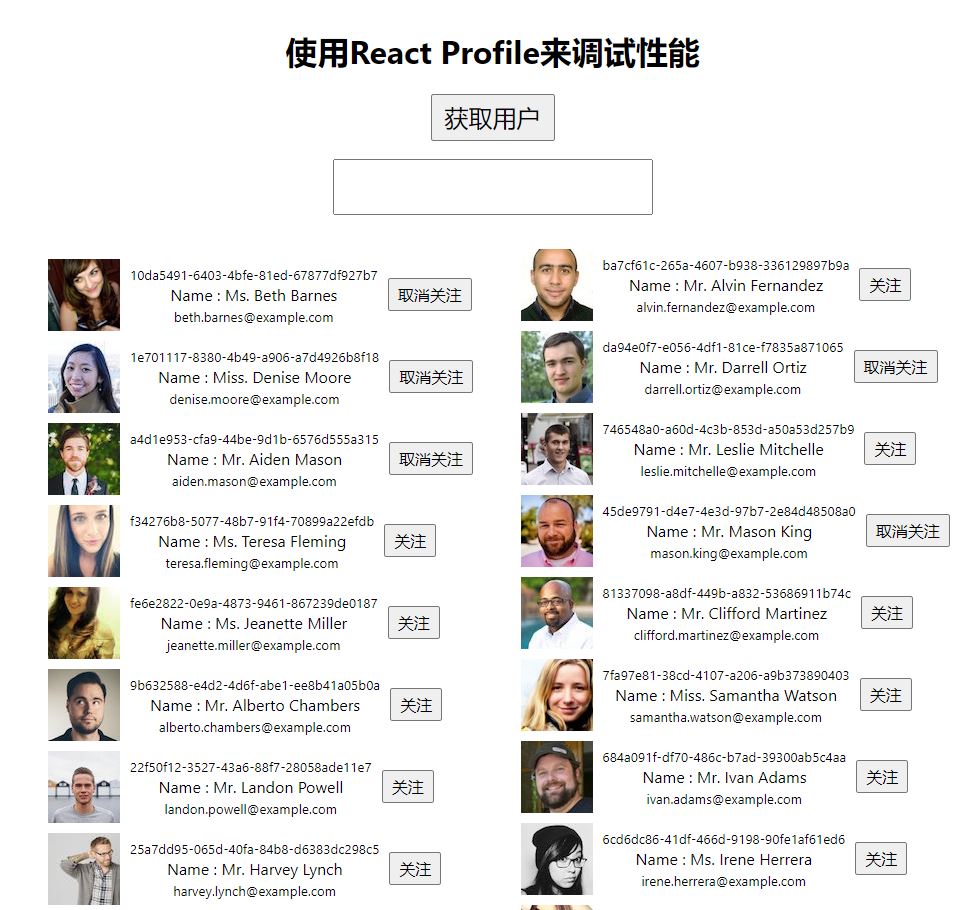 使用React Profile来调试性能
获取用户
10da5491-6403-4bfe-81ed-67877df927b7
Name : Ms. Beth Barnes
beth.barnes@example.com
取消关注
1e701117-8380-4b49-a906-a7d4926b8f18
Name : Miss. Denise Moore
denise.moore@example.com
取消关注
a4d1e953-cfa9-44be-9d1b-6576d555a315
Name : Mr. Aiden Mason
aiden.mason@example.com
取消关注
f34276b8-5077-48b7-91f4-70899a22efdb
Name : Ms. Teresa Fleming
teresa.fleming@example.com
关注
fe6e2822-0e9a-4873-9461-867239de0187
Name : Ms. Jeanette Miller
jeanette.miller@example.com
关注
9b632588-e4d2-4d6f-abe1-ee8b41a05b0a
Name : Mr. Alberto Chambers
alberto.chambers@example.com
关注
22f50f12-3527-43a6-88f7-28058ade11e7
Name : Mr. Landon Powell
landon.powell@example.com
关注
25a7dd95-065d-40fa-84b8-d6383dc298c5
Name : Mr. Harvey Lynch
harvey.lynch@example.com
关注
ba7cf61c-265a-4607-b938-336129897b9a
Name : Mr. Alvin Fernandez
alvin.fernandez@example.com
关注
da94e0f7-e056-4df1-81ce-f7835a871065
Name : Mr. Darrell Ortiz
darrell.ortiz@example.com
取消关注
746548a0-a60d-4c3b-853d-a50a53d257b9
Name : Mr. Leslie Mitchelle
leslie.mitchelle@example.com
关注
45de9791-d4e7-4e3d-97b7-2e84d48508a0
Name : Mr. Mason King
mason.king@example.com
取消关注
81337098-a8df-449b-a832-53686911b74c
Name : Mr. Clifford Martinez
clifford.martinez@example.com
关注
7fa97e81-38cd-4107-a206-a9b373890403
Name : Miss. Samantha Watson
samantha.watson@example.com
关注
684a091f-df70-486c-b7ad-39300ab5c4aa
Name : Mr. Ivan Adams
ivan.adams@example.com
关注
6cd6dc86-41df-466d-9198-90fe1af61ed6
Name : Ms. Irene Herrera
irene.herrera@example.com
关注